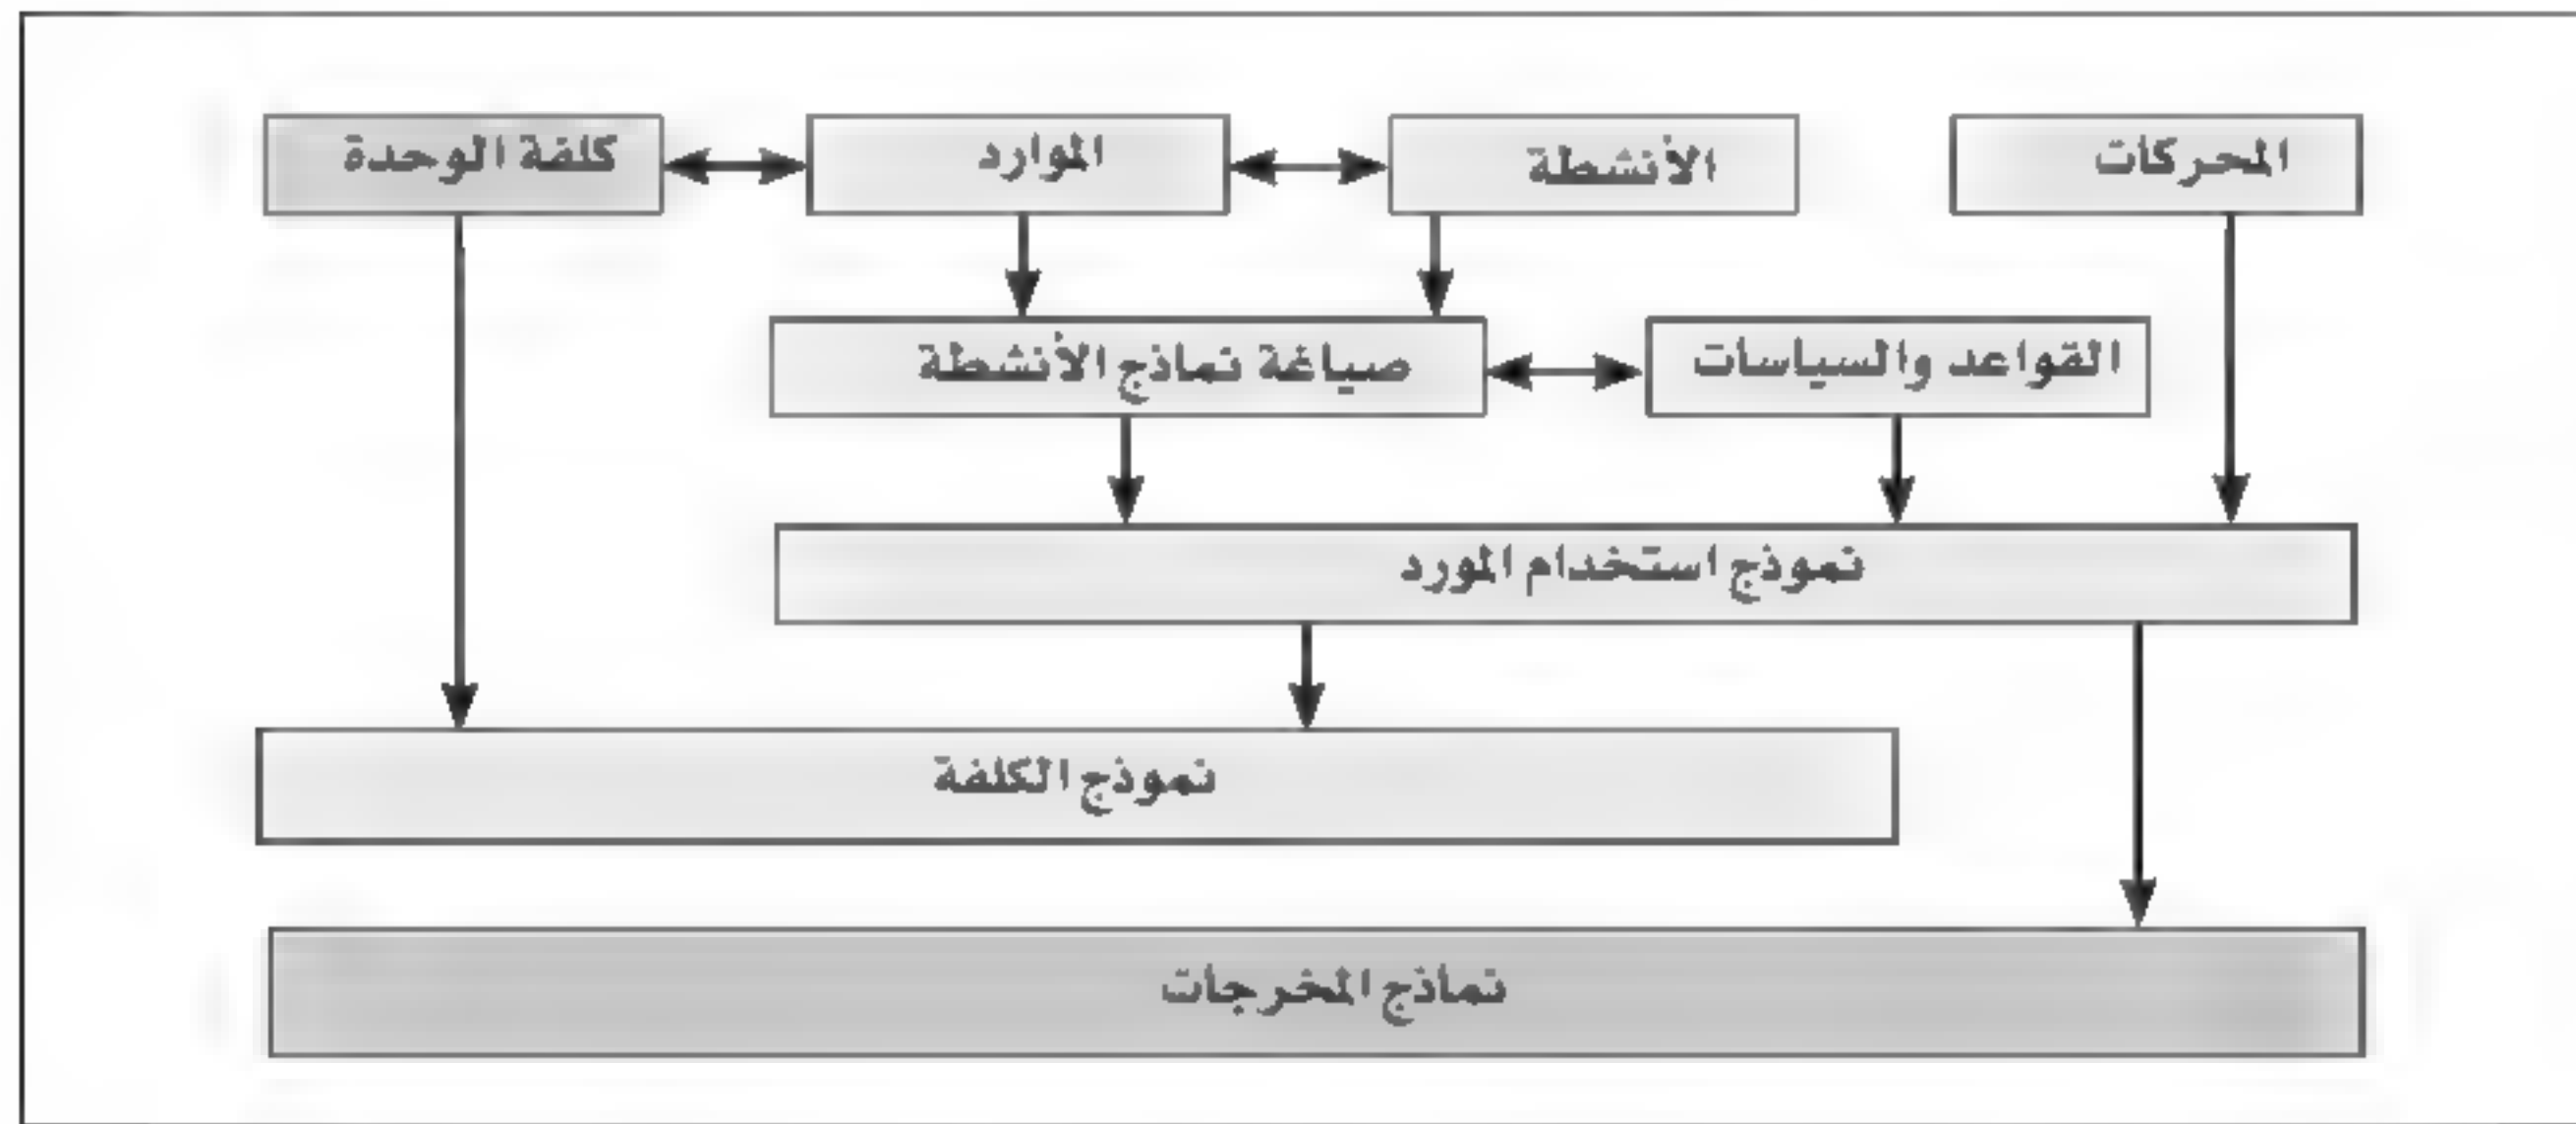 المحركات
الأنشطة
الموارد
كلفة الوحدة
القواعد والسياسات
صياغة نماذج الأنشطة
نموذج استخدام المورد
نموذج الكلفة
نماذج المخرجات